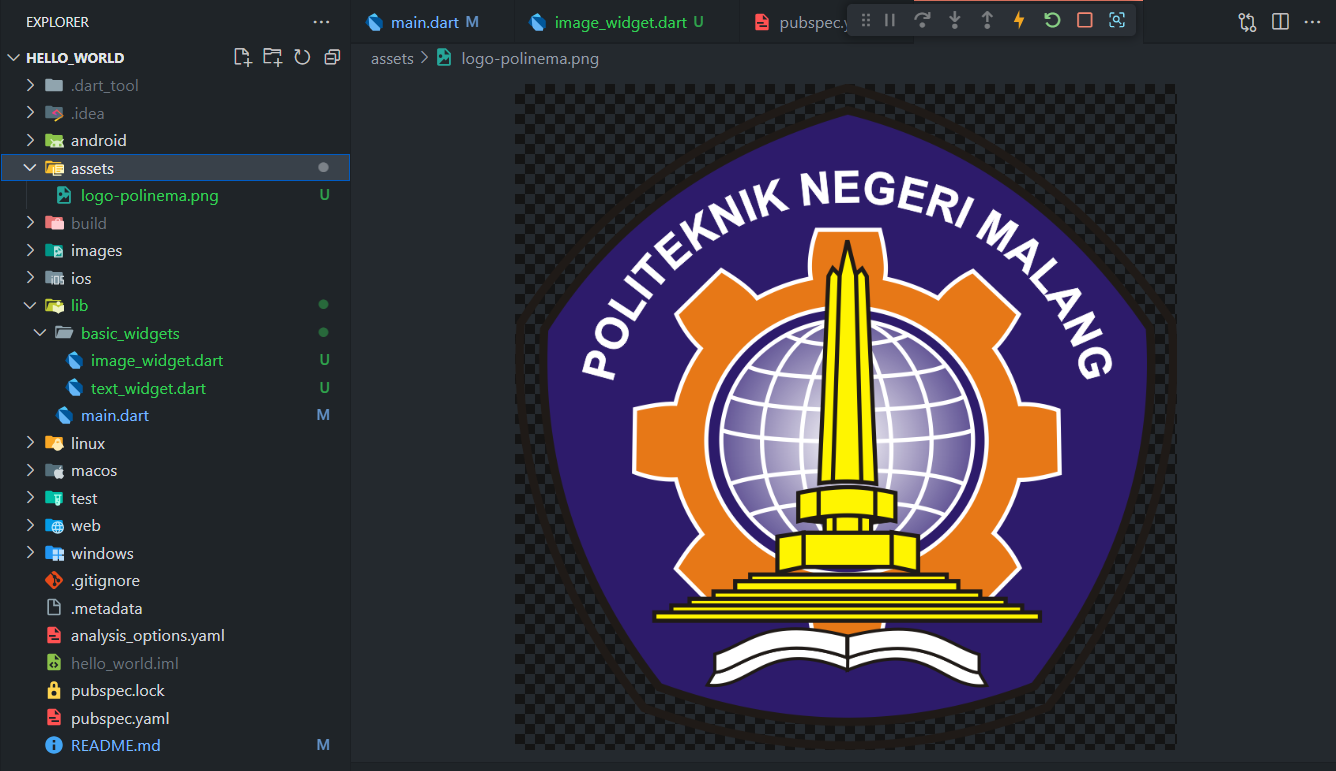 EXPLORER
HELLO_WORLD
.dart_tool
.idea
android
assets
logo-polinema.png U
build
images
ios
lib
basic_widgets
image_widget.dart U
text_widget.dart U
main.dart M
linux
macos
test
web
windows
.gitignore
.metadata
analysis_options.yaml
hello_world.iml
pubspec.lock
pubspec.yaml
README.md M
main.dart M
image_widget.dart U
pubspec.y
assets > logo-polinema.png
POLITEKNIK NEGERI MALANG